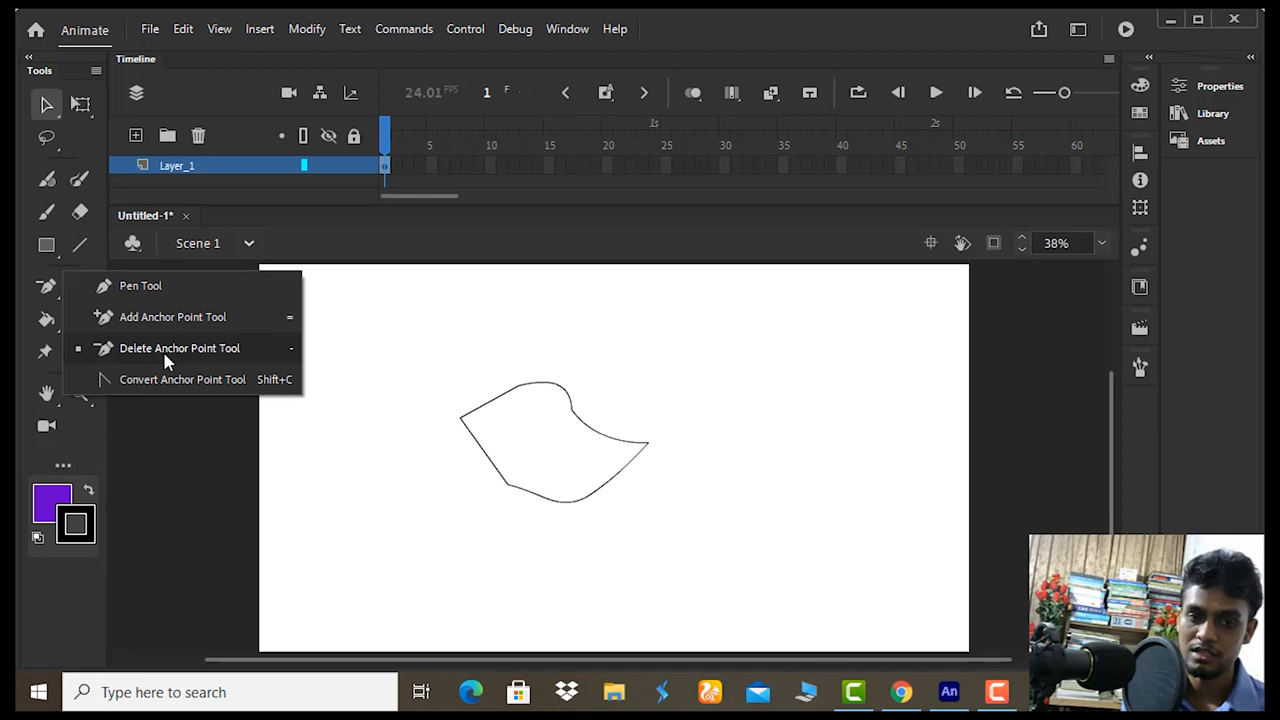 Animate File Edit View Insert Modify Text Commands Control Debug Window Help
Tools
Timeline
24.01 FPS 1 F
Properties
Library
Assets
1s 2s
5 10 15 20 25 30 35 40 45 50 55 60
Layer_1
Untitled-1*
Scene 1
38%
Pen Tool
Add Anchor Point Tool =
Delete Anchor Point Tool -
Convert Anchor Point Tool Shift+C
Type here to search
An